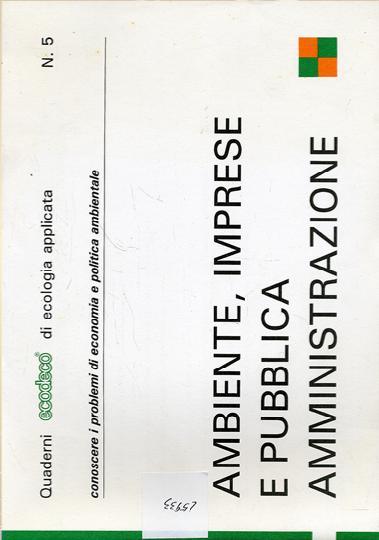 Quaderni ecodeco® di ecologia applicata N. 5
conoscere i problemi di economia e politica ambientale
AMBIENTE, IMPRESE
E PUBBLICA
AMMINISTRAZIONE